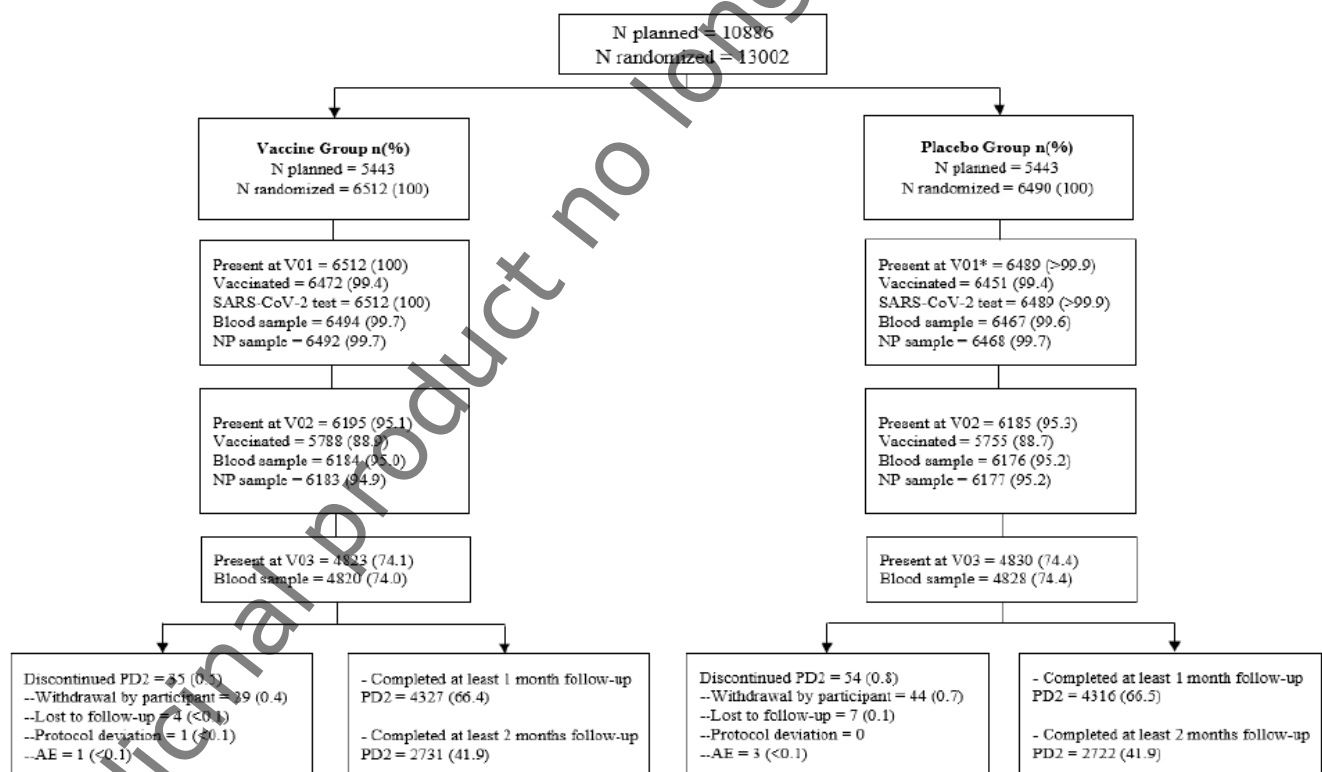 N planned = 10886
N randomized = 13002
Vaccine Group n(%)
N planned = 5443
N randomized = 6512 (100)
Placebo Group n(%)
N planned = 5443
N randomized = 6490 (100)
Present at V01 = 6512 (100)
Vaccinated = 6472 (99.4)
SARS-CoV-2 test = 6512 (100)
Blood sample = 6494 (99.7)
NP sample = 6492 (99.7)
Present at V01* = 6489 (>99.9)
Vaccinated = 6451 (99.4)
SARS-CoV-2 test = 6489 (>99.9)
Blood sample = 6467 (99.6)
NP sample = 6468 (99.7)
Present at V02 = 6195 (95.1)
Vaccinated = 5788 (88.9)
Blood sample = 6184 (95.0)
NP sample = 6183 (94.9)
Present at V02 = 6185 (95.3)
Vaccinated = 5755 (88.7)
Blood sample = 6176 (95.2)
NP sample = 6177 (95.2)
Present at V03 = 4823 (74.1)
Blood sample = 4820 (74.0)
Present at V03 = 4830 (74.4)
Blood sample = 4828 (74.4)
Discontinued PD2 = 35 (0.5)
--Withdrawal by participant = 29 (0.4)
--Lost to follow-up = 4 (<0.1)
--Protocol deviation = 1 (<0.1)
--AE = 1 (<0.1)
- Completed at least 1 month follow-up
PD2 = 4327 (66.4)
- Completed at least 2 months follow-up
PD2 = 2731 (41.9)
Discontinued PD2 = 54 (0.8)
--Withdrawal by participant = 44 (0.7)
--Lost to follow-up = 7 (0.1)
--Protocol deviation = 0
--AE = 3 (<0.1)
- Completed at least 1 month follow-up
PD2 = 4316 (66.5)
- Completed at least 2 months follow-up
PD2 = 2722 (41.9)
product no long